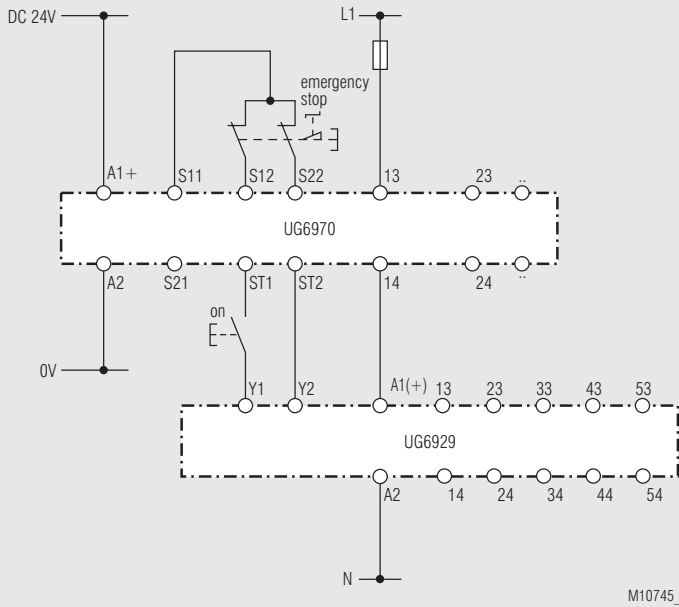 DC 24V
L1
emergency
stop
A1+ S11 S12 S22 13 23 ..
UG6970
A2 S21 ST1 ST2 14 24 ..
on
0V
Y1 Y2 A1(+) 13 23 33 43 53
UG6929
A2 14 24 34 44 54
N
M10745_